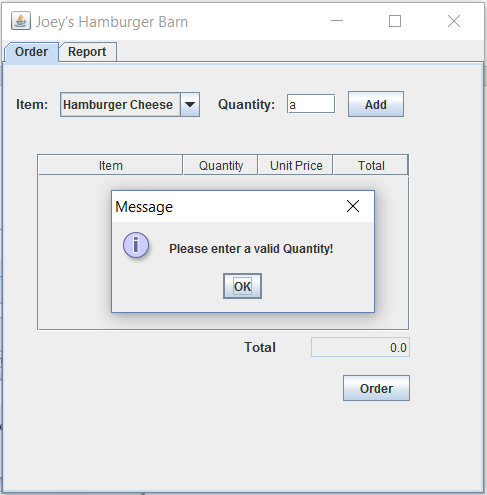 Joey's Hamburger Barn
Order Report
Item: Hamburger Cheese Quantity: a Add
Item Quantity Unit Price Total
Message
Please enter a valid Quantity!
OK
Total 0.0
Order